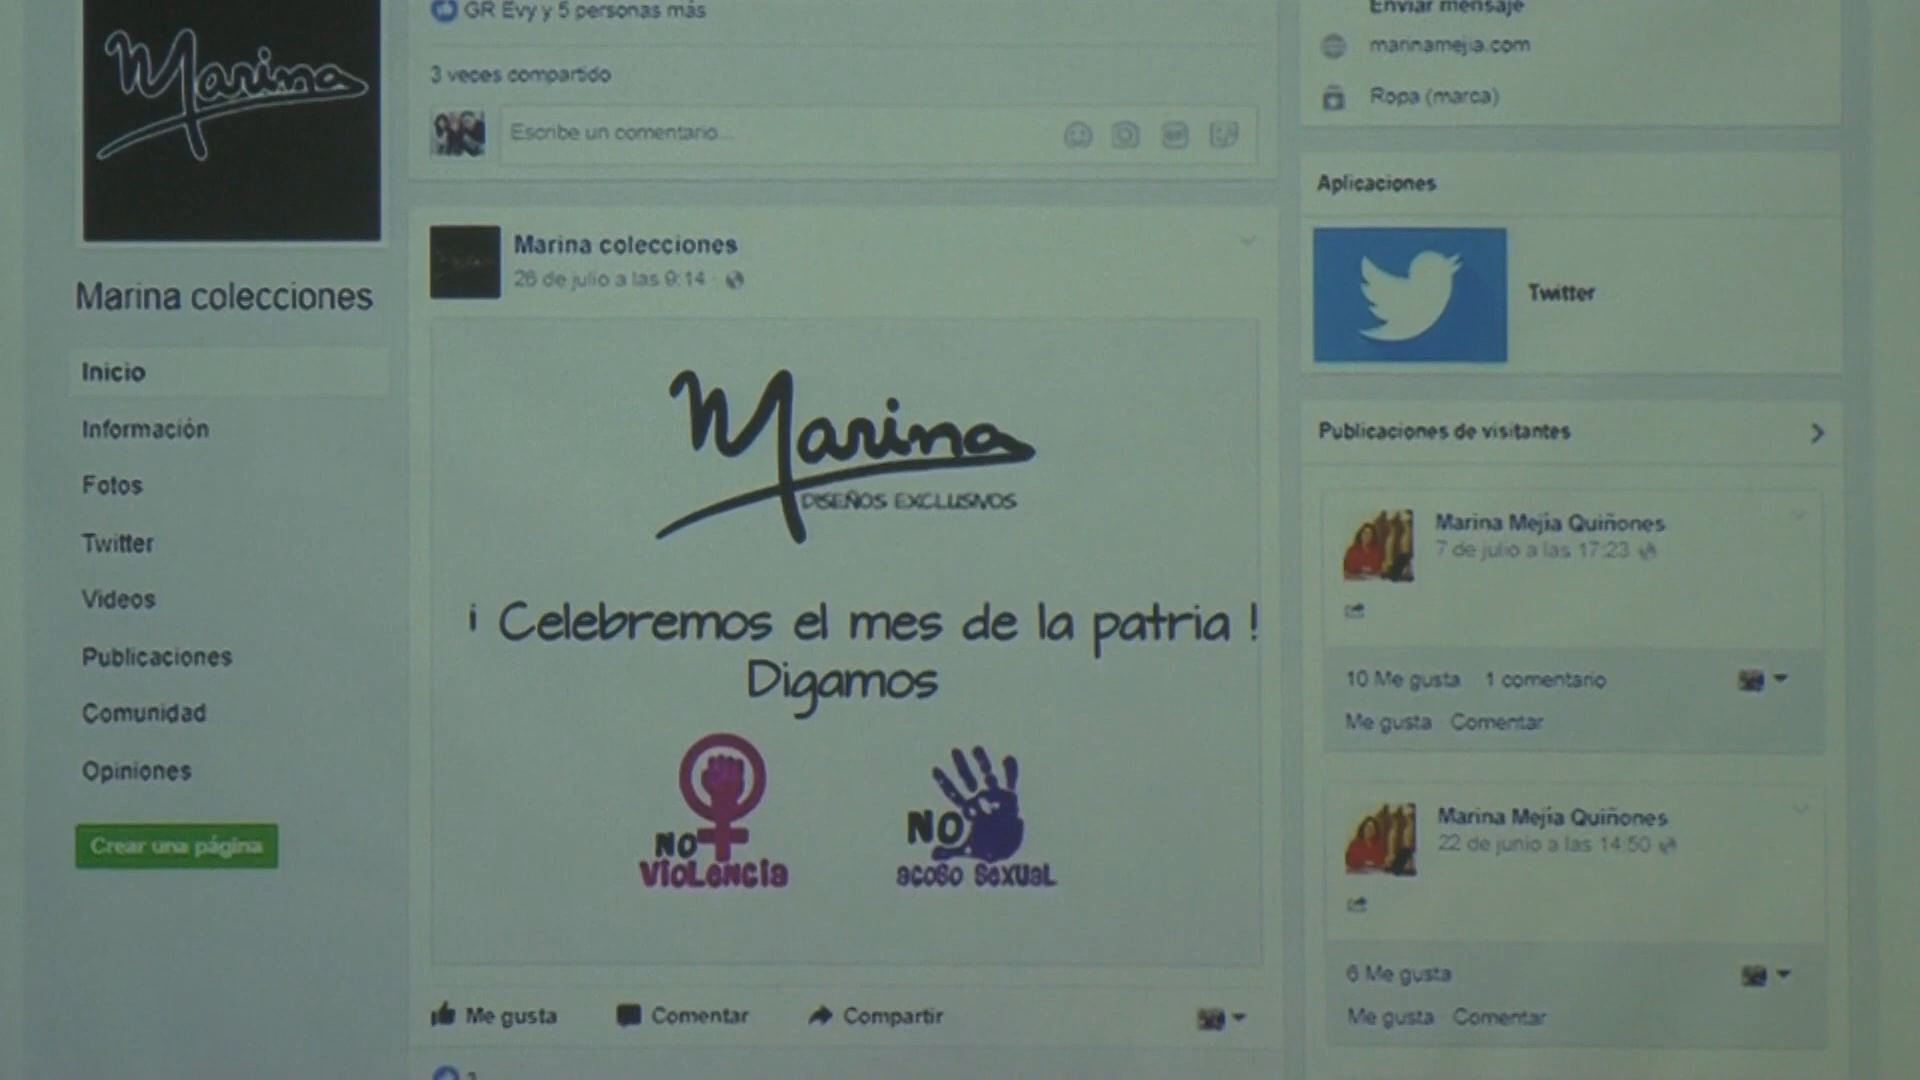 Marina
Marina colecciones
Inicio
Información
Fotos
Twitter
Videos
Publicaciones
Comunidad
Opiniones
Crear una página
GR Evy y 5 personas más
3 veces compartido
Escribe un comentario...
Marina colecciones
26 de julio a las 9:14
Marina
DISEÑOS EXCLUSIVOS
¡ Celebremos el mes de la patria !
Digamos
NO
VIOLENCIA
NO
acoso sexual
Me gusta Comentar Compartir
3
Enviar mensaje
marinamejia.com
Ropa (marca)
Aplicaciones
Twitter
Publicaciones de visitantes
Marina Mejía Quiñones
7 de julio a las 17:23
10 Me gusta 1 comentario
Me gusta Comentar
Marina Mejía Quiñones
22 de junio a las 14:50
6 Me gusta
Me gusta Comentar